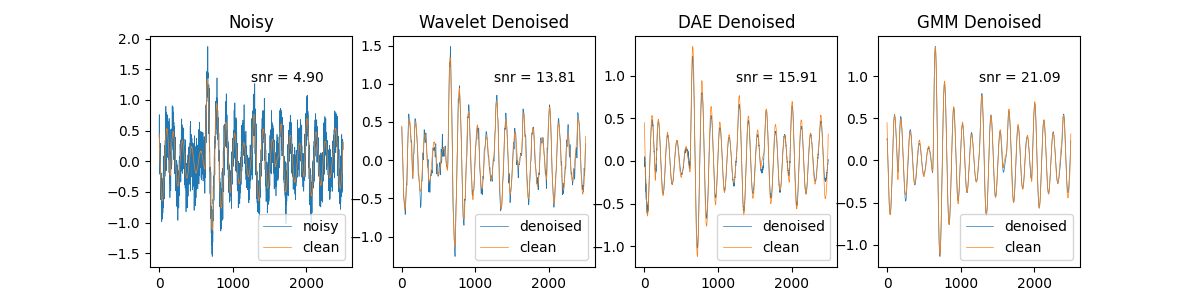 Noisy
2.0
1.5
1.0
0.5
0.0
−0.5
−1.0
−1.5
snr = 4.90
noisy
clean
0
1000
2000
Wavelet Denoised
1.5
1.0
0.5
0.0
−0.5
−1.0
snr = 13.81
denoised
clean
0
1000
2000
DAE Denoised
1.0
0.5
0.0
−0.5
−1.0
snr = 15.91
denoised
clean
0
1000
2000
GMM Denoised
1.0
0.5
0.0
−0.5
−1.0
snr = 21.09
denoised
clean
0
1000
2000